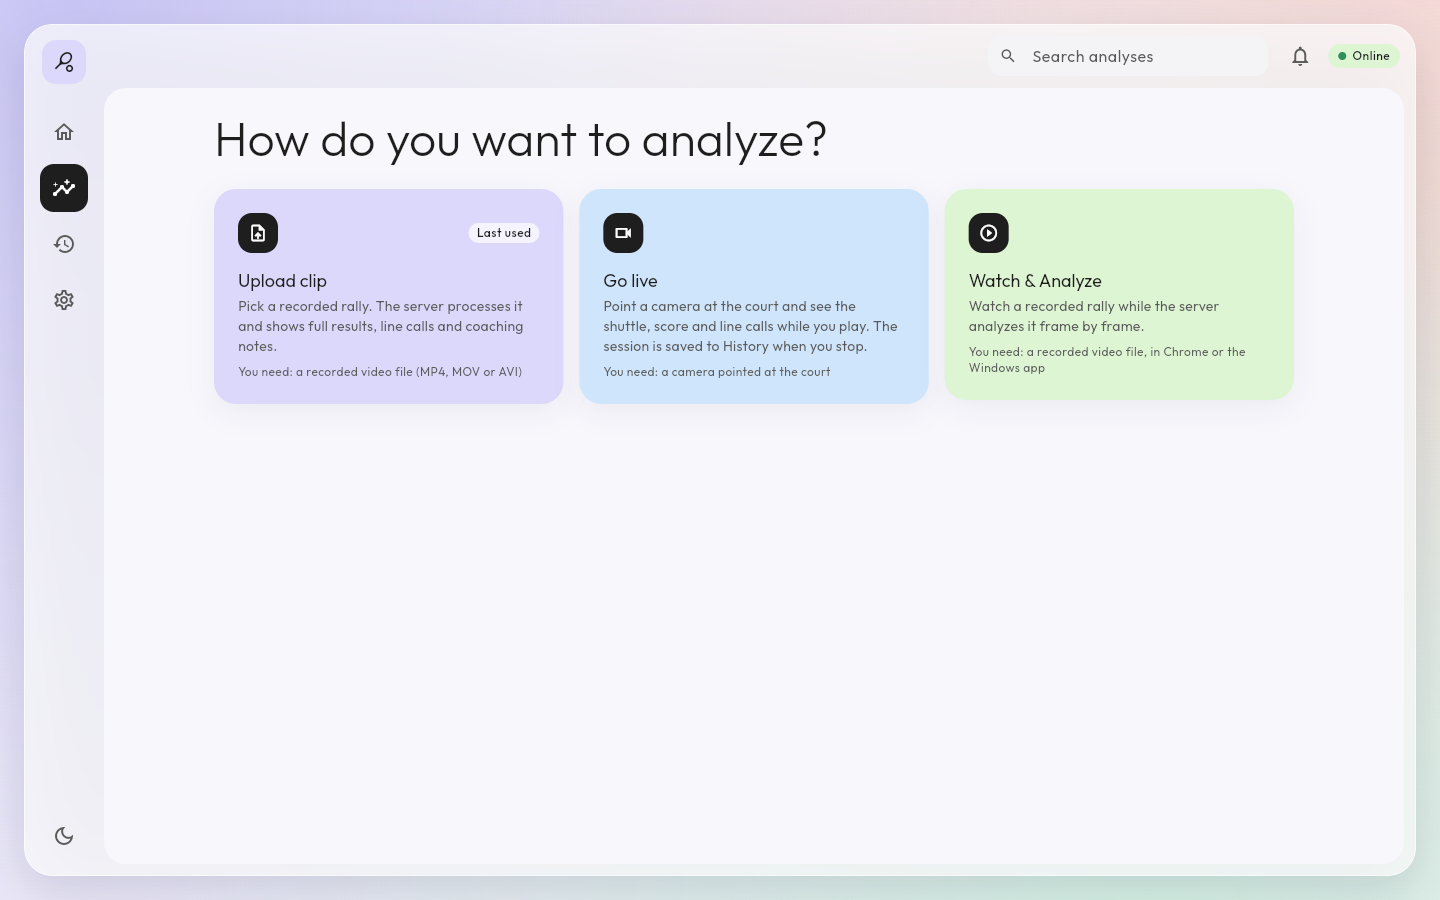 Search analyses
Online
How do you want to analyze?
Last used
Upload clip
Pick a recorded rally. The server processes it
and shows full results, line calls and coaching
notes.
You need: a recorded video file (MP4, MOV or AVI)
Go live
Point a camera at the court and see the
shuttle, score and line calls while you play. The
session is saved to History when you stop.
You need: a camera pointed at the court
Watch & Analyze
Watch a recorded rally while the server
analyzes it frame by frame.
You need: a recorded video file, in Chrome or the
Windows app